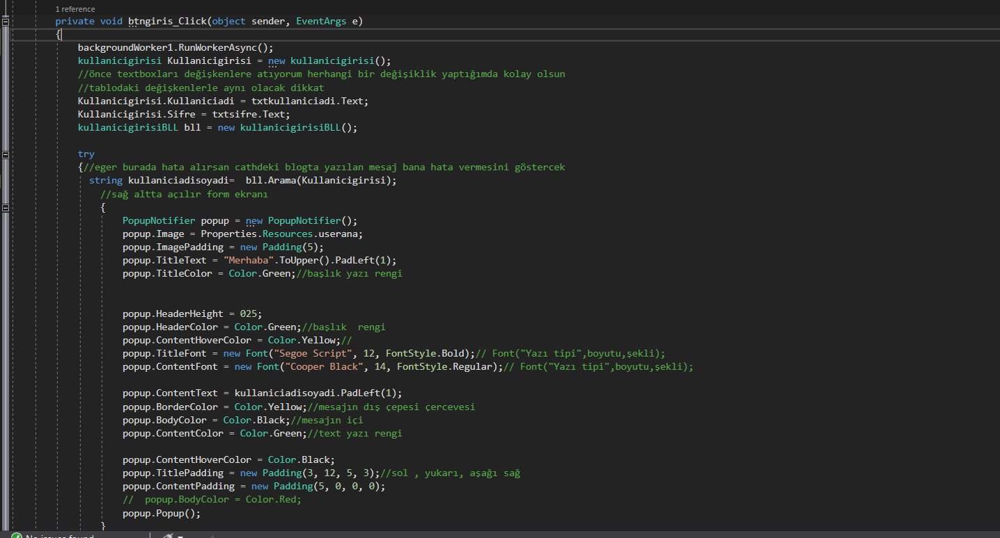 1 reference
private void btngiris_Click(object sender, EventArgs e)
{
backgroundWorker1.RunWorkerAsync();
kullanicigirisi Kullanicigirisi = new kullanicigirisi();
//önce textboxları değişkenlere atıyorum herhangi bir değişiklik yaptığımda kolay olsun
//tablodaki değişkenlerle aynı olacak dikkat
Kullanicigirisi.Kullaniciadi = txtkullaniciadi.Text;
Kullanicigirisi.Sifre = txtsifre.Text;
kullanicigirisiBLL bll = new kullanicigirisiBLL();
try
{//eger burada hata alırsan cathdeki blogta yazılan mesaj bana hata vermesini göstercek
string kullaniciadisoyadi=  bll.Arama(Kullanicigirisi);
//sağ altta açılır form ekranı
{
PopupNotifier popup = new PopupNotifier();
popup.Image = Properties.Resources.userana;
popup.ImagePadding = new Padding(5);
popup.TitleText = "Merhaba".ToUpper().PadLeft(1);
popup.TitleColor = Color.Green;//başlık yazı rengi
popup.HeaderHeight = 025;
popup.HeaderColor = Color.Green;//başlık  rengi
popup.ContentHoverColor = Color.Yellow;//
popup.TitleFont = new Font("Segoe Script", 12, FontStyle.Bold);// Font("Yazı tipi",boyutu,şekli);
popup.ContentFont = new Font("Cooper Black", 14, FontStyle.Regular);// Font("Yazı tipi",boyutu,şekli);
popup.ContentText = kullaniciadisoyadi.PadLeft(1);
popup.BorderColor = Color.Yellow;//mesajın dış çepesi çercevesi
popup.BodyColor = Color.Black;//mesajın içi
popup.ContentColor = Color.Green;//text yazı rengi
popup.ContentHoverColor = Color.Black;
popup.TitlePadding = new Padding(3, 12, 5, 3);//sol , yukarı, aşağı sağ
popup.ContentPadding = new Padding(5, 0, 0, 0);
//  popup.BodyColor = Color.Red;
popup.Popup();
}
No issues found